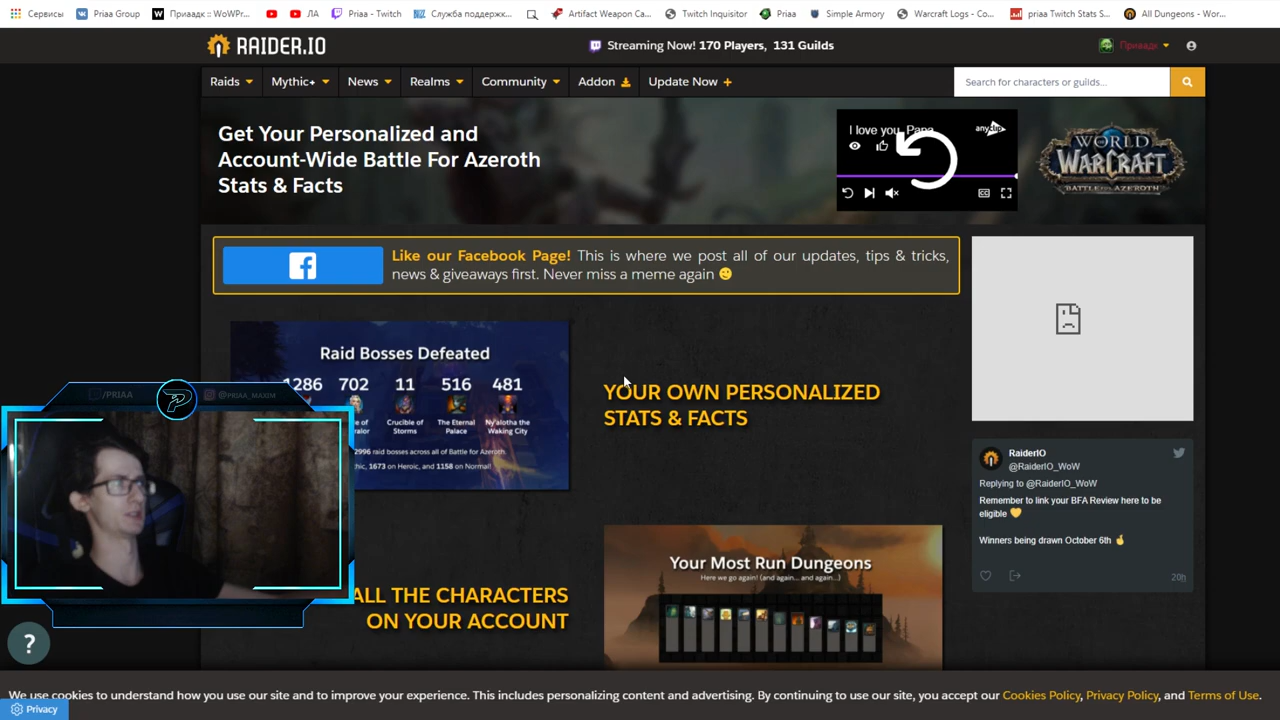 Сервисы
Priaa Group
Приаадк :: WoWPr...
ЛА
Priaa - Twitch
Служба поддержк...
Artifact Weapon Ca...
Twitch Inquisitor
Priaa
Simple Armory
Warcraft Logs - Co...
priaa Twitch Stats S...
All Dungeons - Wor...
RAIDER.IO
Streaming Now! 170 Players, 131 Guilds
Приаадк
Raids
Mythic+
News
Realms
Community
Addon
Update Now +
Search for characters or guilds...
Get Your Personalized and
Account-Wide Battle For Azeroth
Stats & Facts
I love you, Papa
anyclip
WORLD
WARCRAFT
BATTLE FOR AZEROTH
Like our Facebook Page! This is where we post all of our updates, tips & tricks,
news & giveaways first. Never miss a meme again
Raid Bosses Defeated
1286 702 11 516 481
Crucible of
Storms
The Eternal
Palace
Ny'alotha the
Waking City
2996 raid bosses across all of Battle for Azeroth
1673 on Heroic, and 1158 on Normal!
YOUR OWN PERSONALIZED
STATS & FACTS
RaiderIO
@RaiderIO_WoW
Replying to @RaiderIO_WoW
Remember to link your BFA Review here to be
eligible
Winners being drawn October 6th
20h
/PRIAA
@PRIAA_MAXIM
ALL THE CHARACTERS
ON YOUR ACCOUNT
Your Most Run Dungeons
Here we go again! (and again... and again...)
?
We use cookies to understand how you use our site and to improve your experience. This includes personalizing content and advertising. By continuing to use our site, you accept our Cookies Policy, Privacy Policy, and Terms of Use.
Privacy